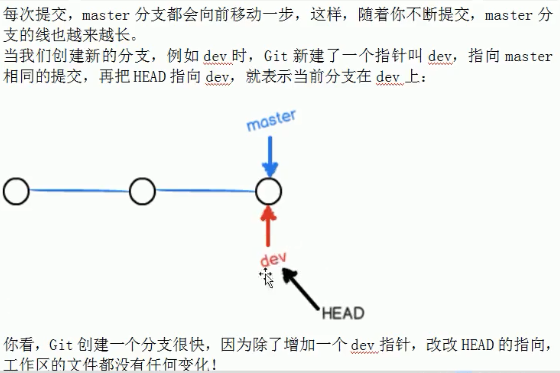 每次提交，master 分支都会向前移动一步，这样，随着你不断提交，master 分
支的线也越来越长。
当我们创建新的分支，例如 dev 时，Git 新建了一个指针叫 dev，指向 master
相同的提交，再把 HEAD 指向 dev，就表示当前分支在 dev 上：
master
dev
HEAD
你看，Git 创建一个分支很快，因为除了增加一个 dev 指针，改改 HEAD 的指向，
工作区的文件都没有任何变化！